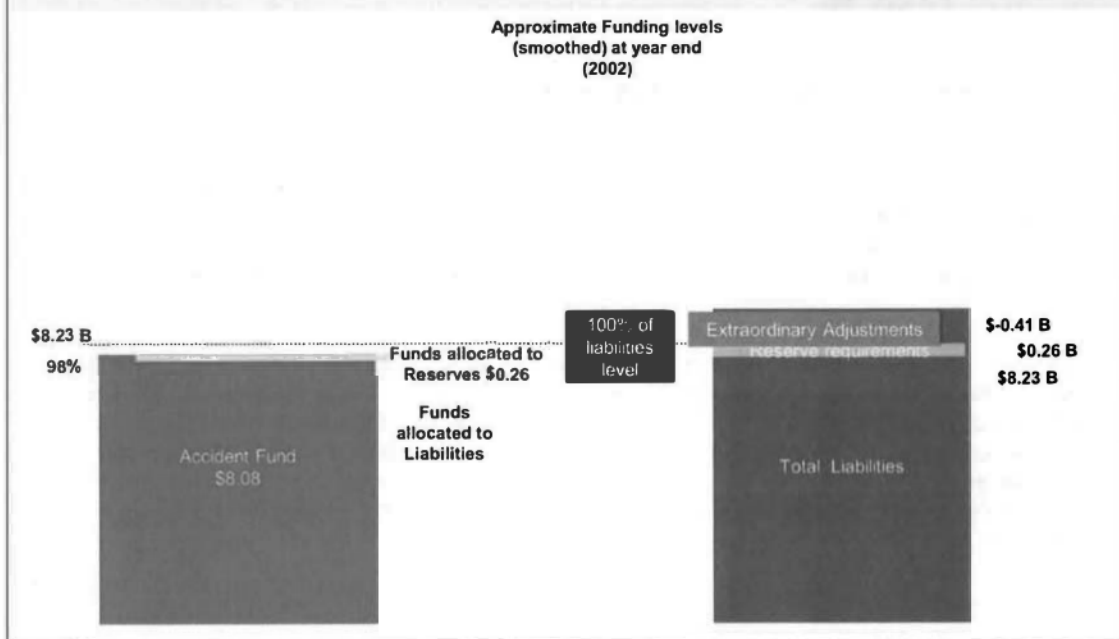 Approximate Funding levels
(smoothed) at year end
(2002)
$8.23 B
98%
Funds allocated to
Reserves $0.26
Funds
allocated to
Liabilities
Accident Fund
$8.08
100% of
liabilities
level
Extraordinary Adjustments
Reserve requirements
Total Liabilities
$-0.41 B
$0.26 B
$8.23 B